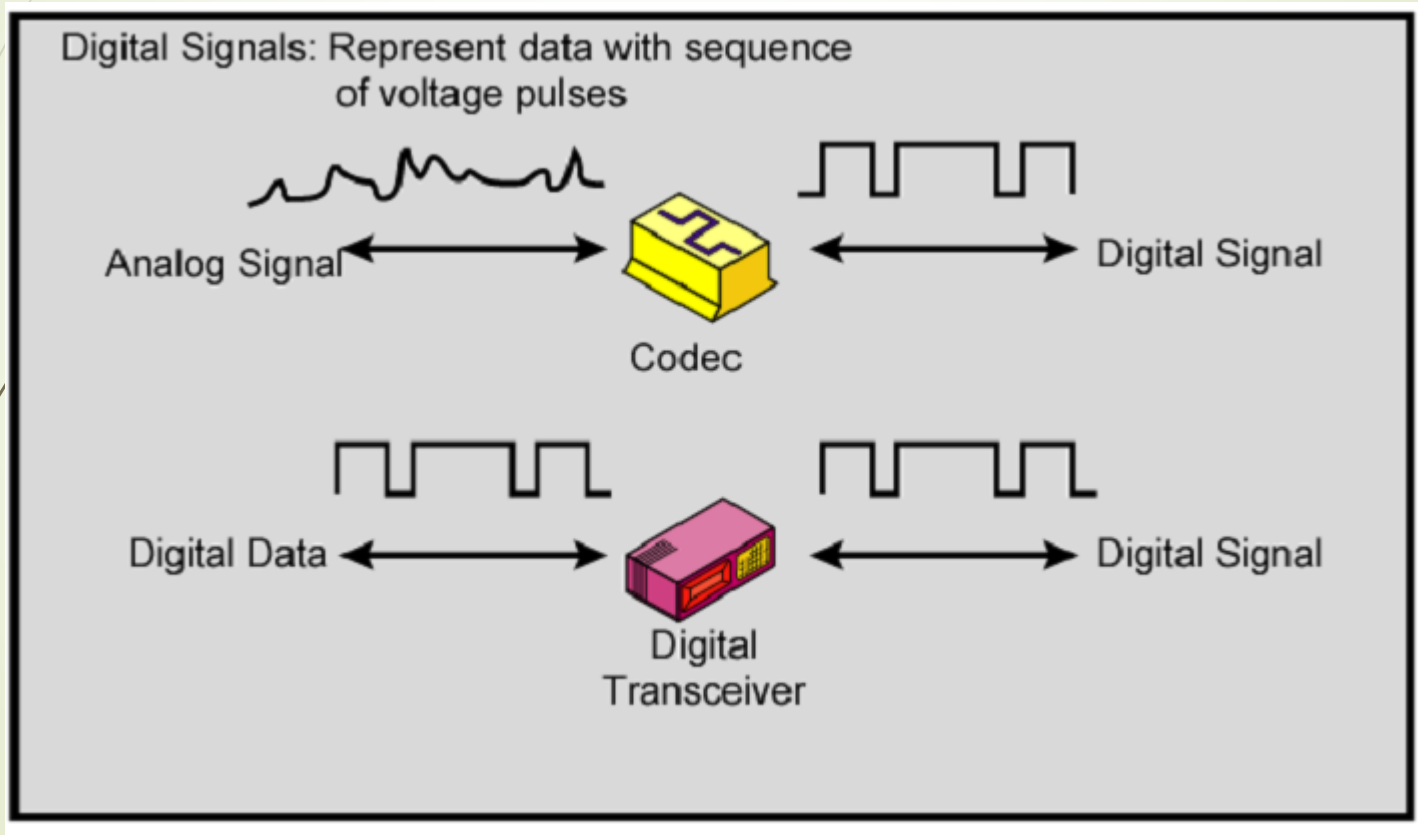 Digital Signals: Represent data with sequence
of voltage pulses
Analog Signal
Digital Signal
Codec
Digital Data
Digital Signal
Digital
Transceiver